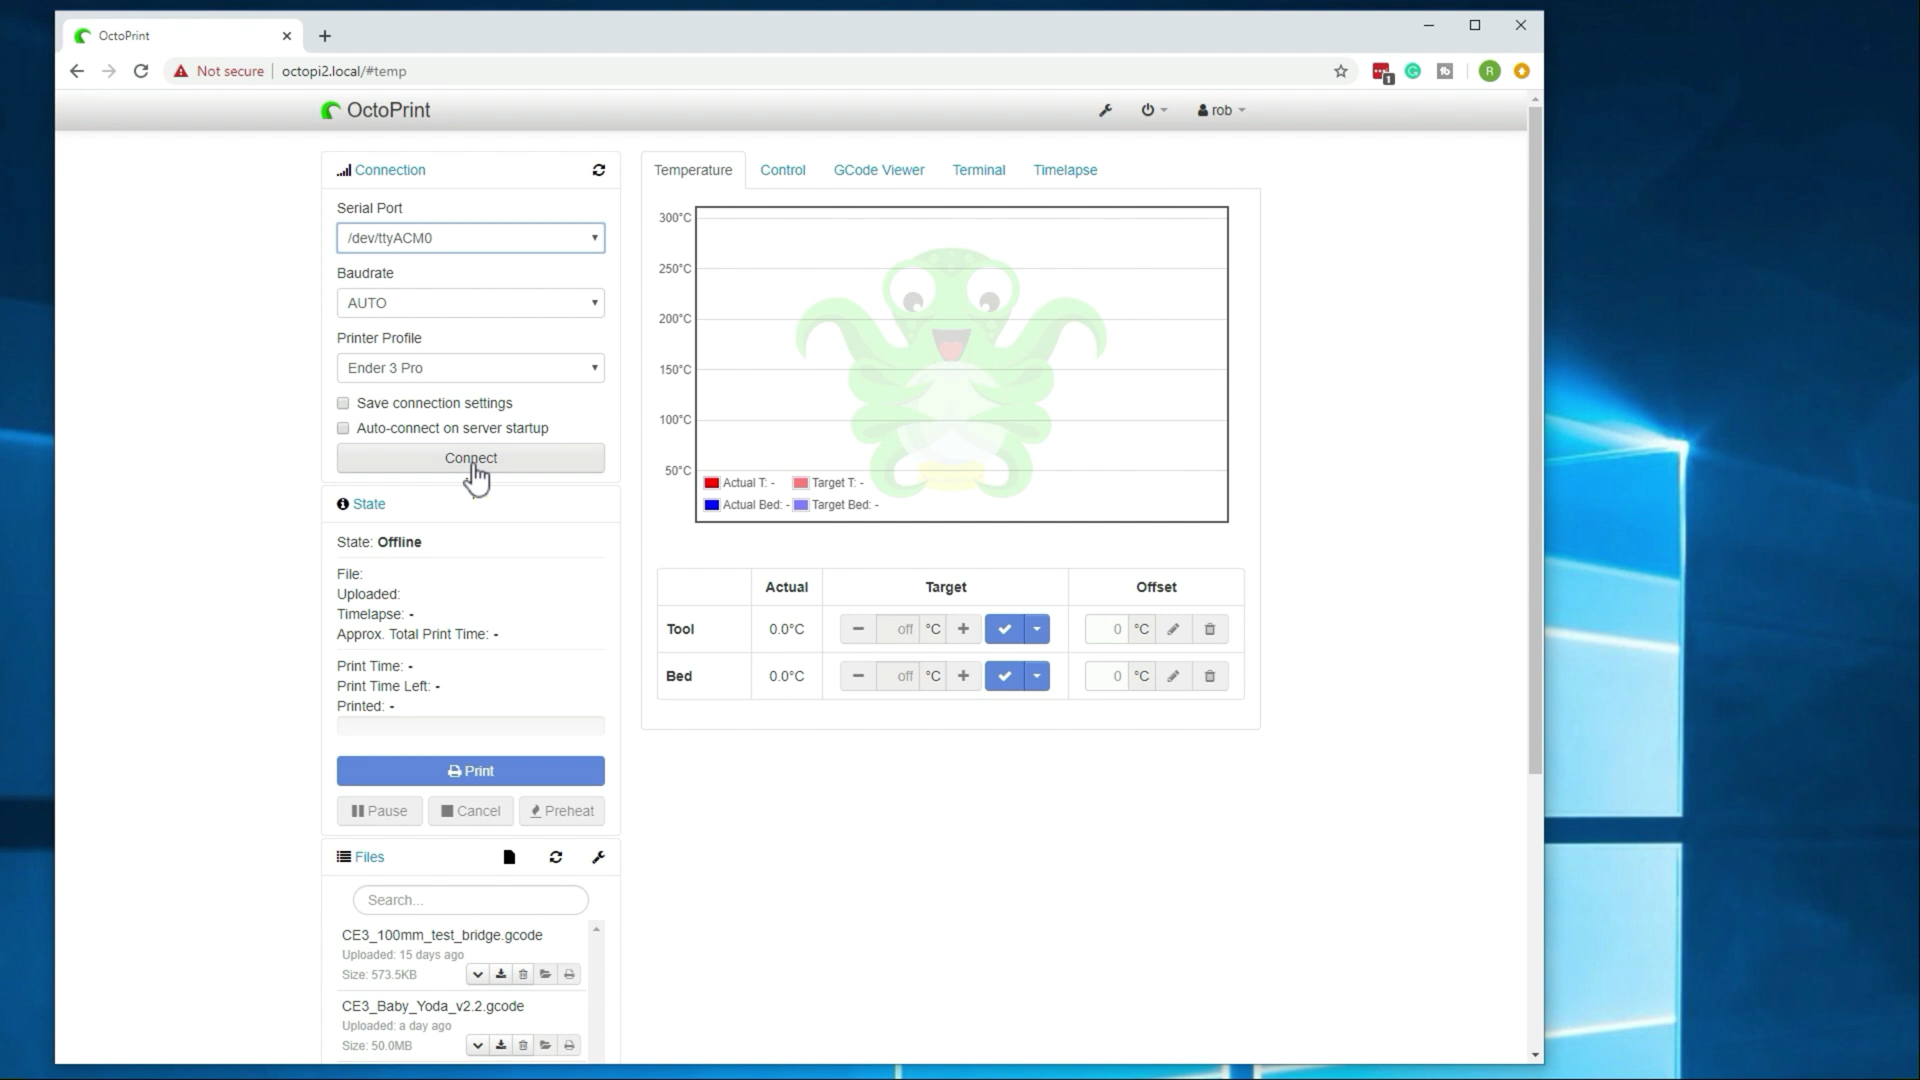 OctoPrint
Not secure | octopi2.local/#temp
1
R
OctoPrint
rob
Connection
Serial Port
/dev/ttyACM0
Baudrate
AUTO
Printer Profile
Ender 3 Pro
Save connection settings
Auto-connect on server startup
Connect
State
State: Offline
File:
Uploaded:
Timelapse: -
Approx. Total Print Time: -
Print Time: -
Print Time Left: -
Printed: -
Print
Pause
Cancel
Preheat
Files
Search...
CE3_100mm_test_bridge.gcode
Uploaded: 15 days ago
Size: 573.5KB
CE3_Baby_Yoda_v2.2.gcode
Uploaded: a day ago
Size: 50.0MB
Temperature
Control
GCode Viewer
Terminal
Timelapse
300°C
250°C
200°C
150°C
100°C
50°C
Actual T: - Target T: -
Actual Bed: - Target Bed: -
Actual Target Offset
Tool 0.0°C off °C 0 °C
Bed 0.0°C off °C 0 °C